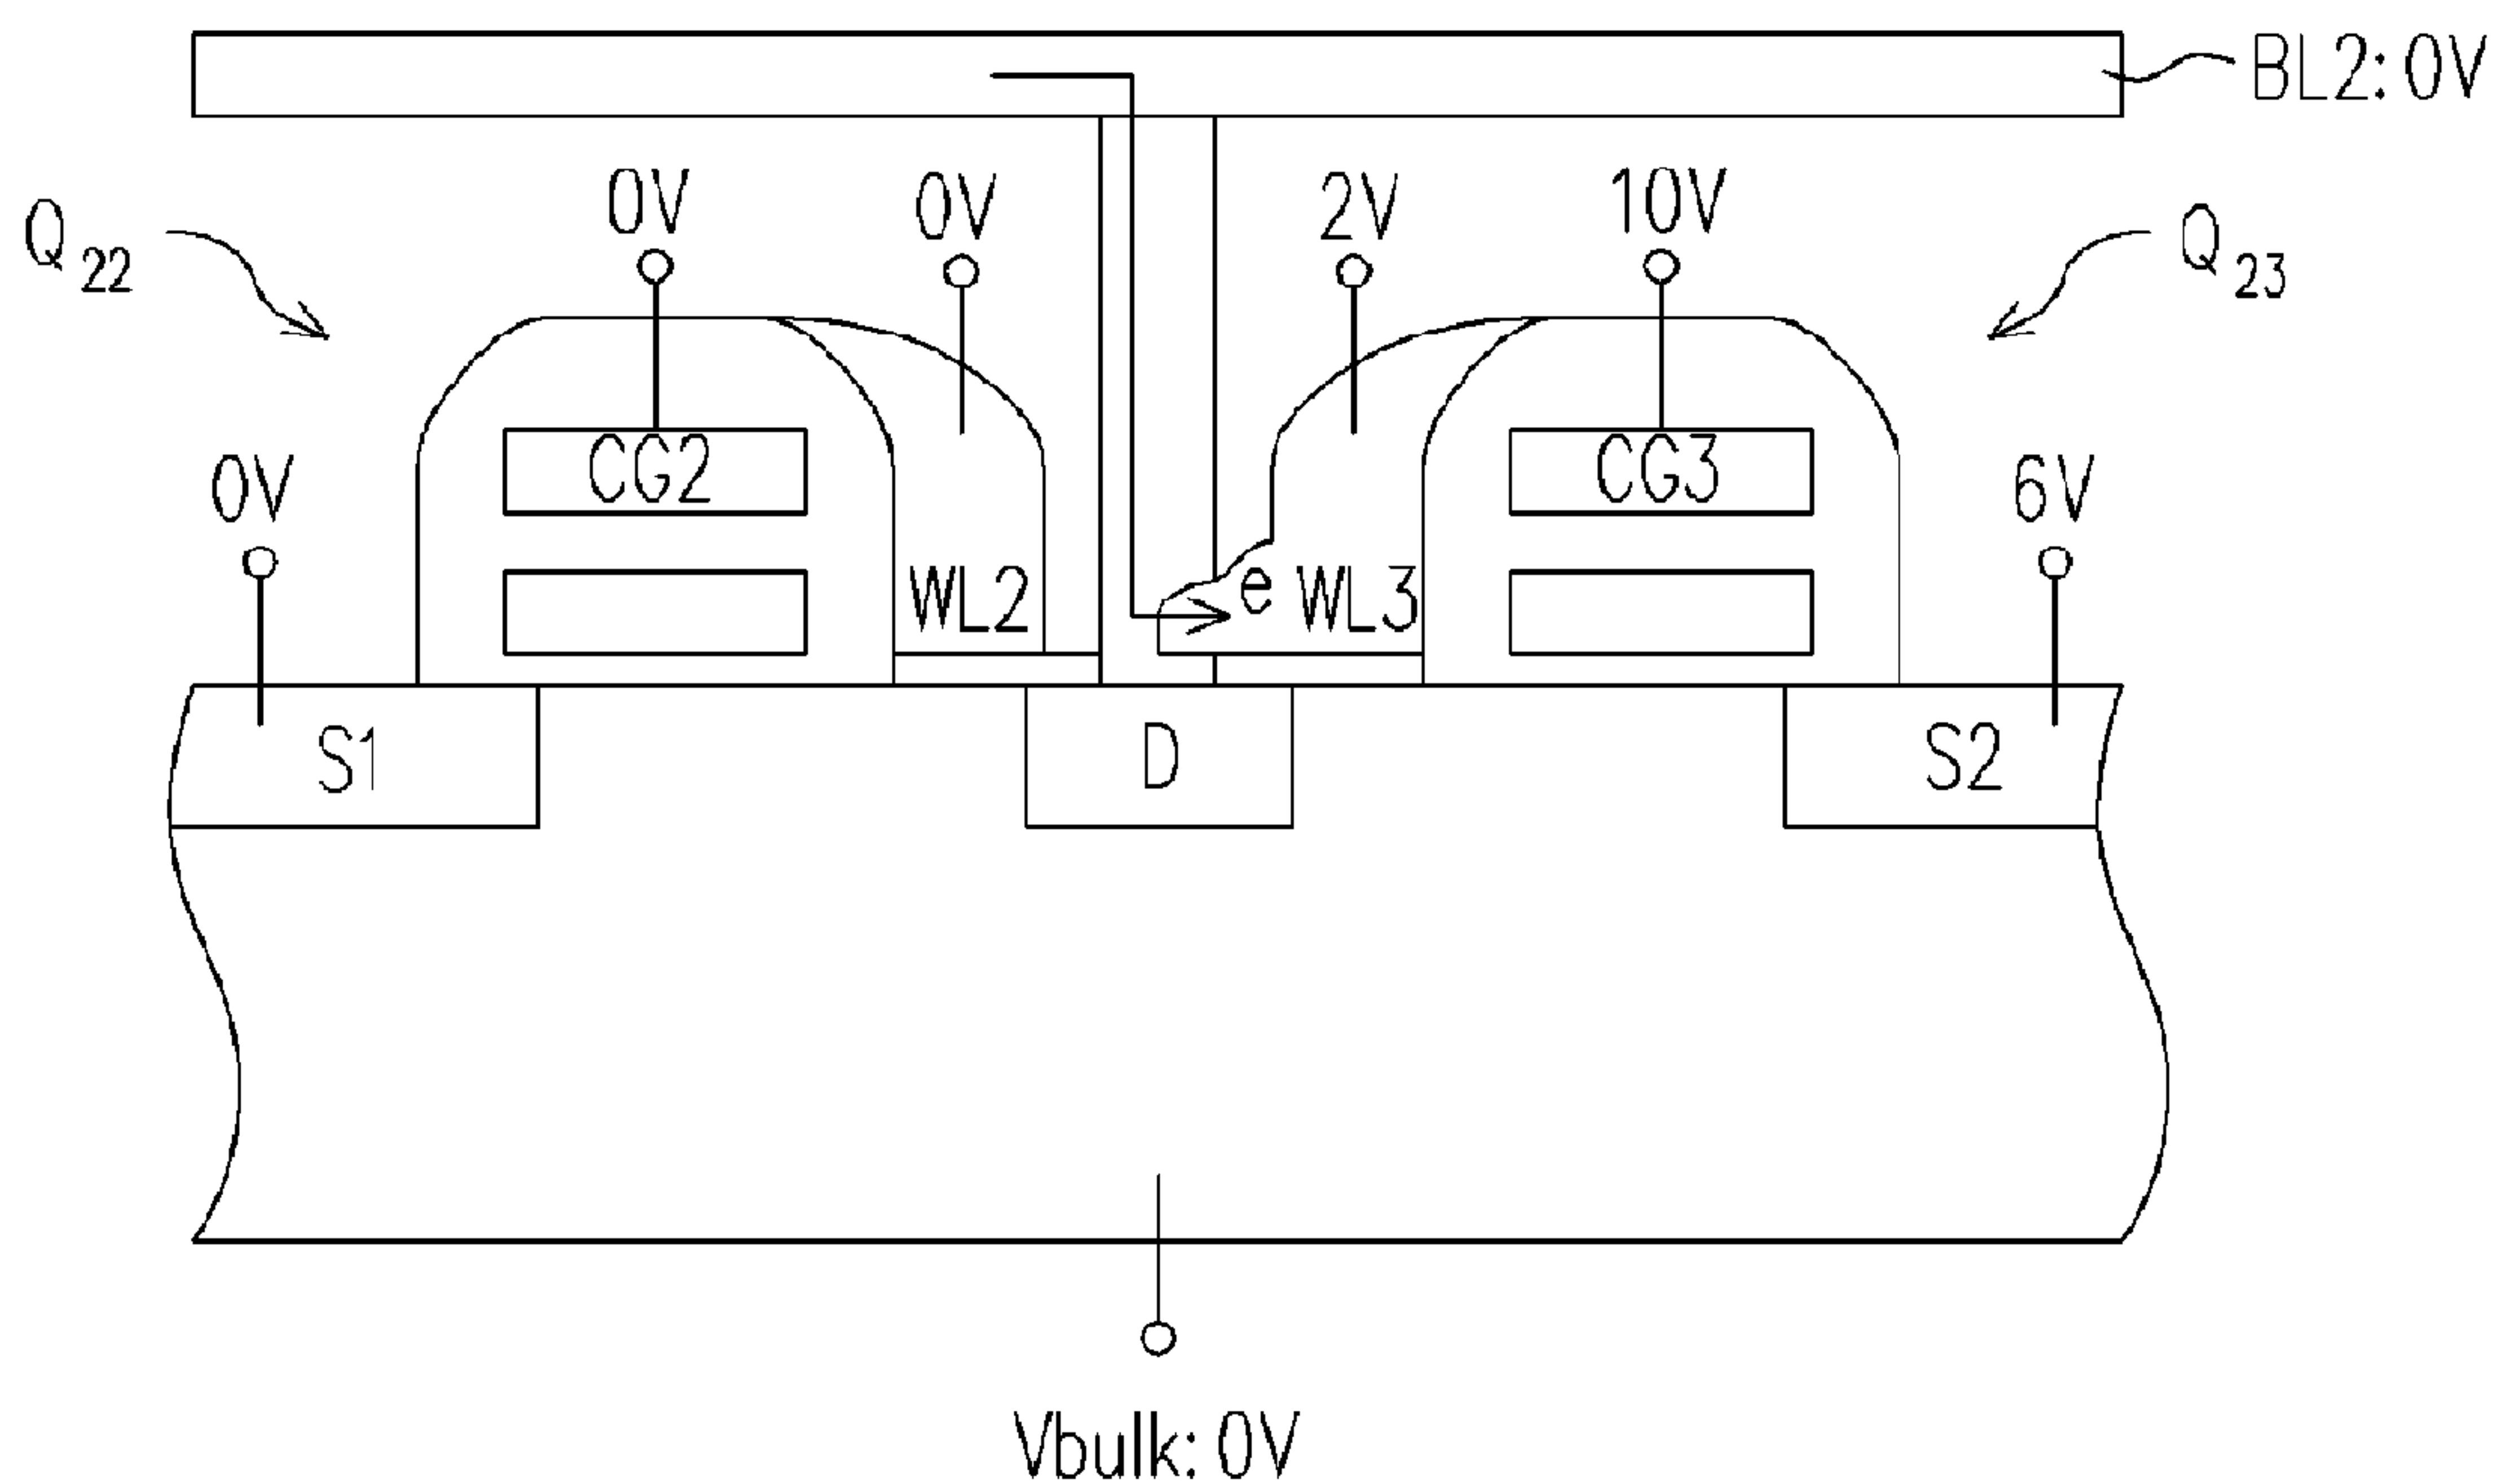 BL2: 0V
0V 0V 2V 10V
Q22 Q23
CG2 CG3
0V 6V
WL2 e WL3
S1 D S2
Vbulk: 0V